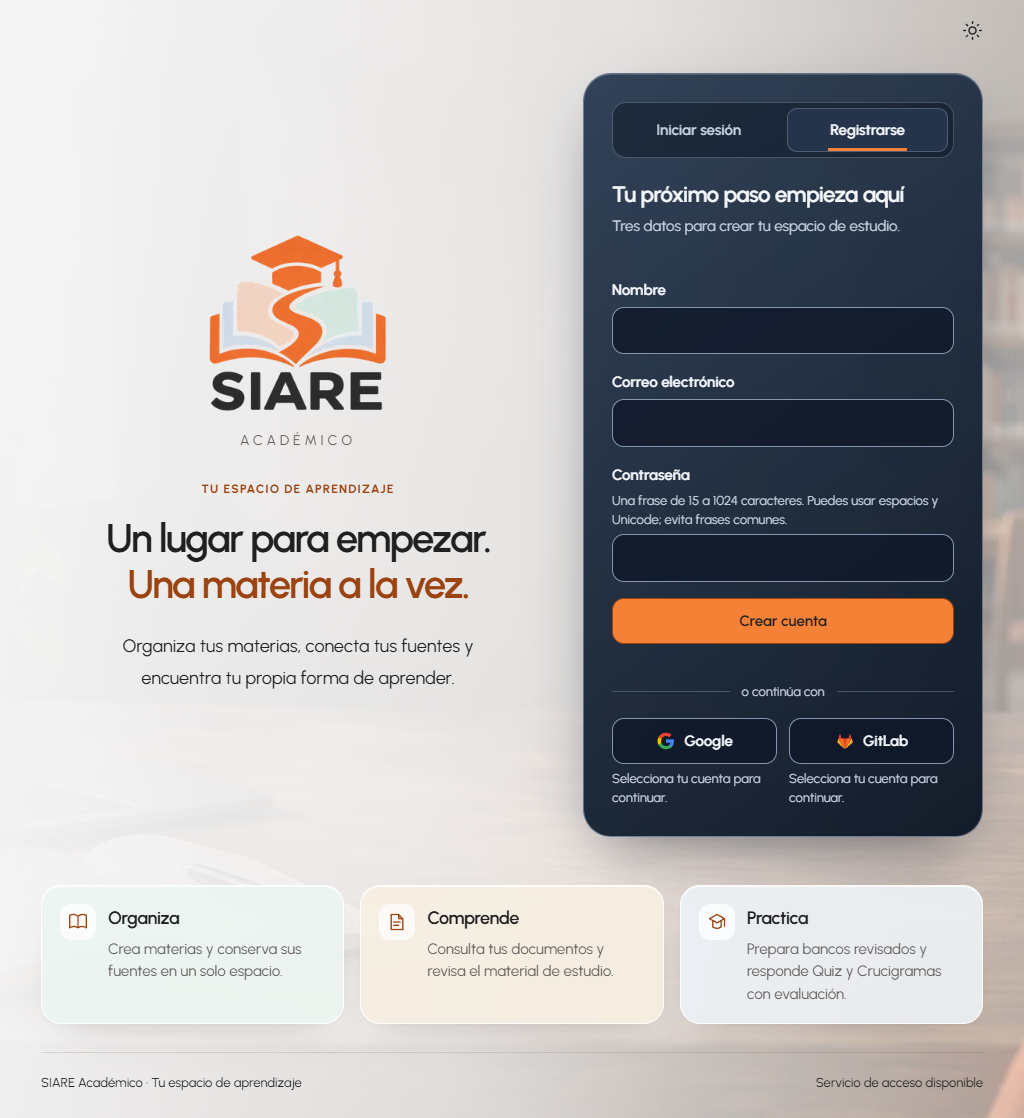 SIARE
ACADÉMICO
TU ESPACIO DE APRENDIZAJE
Un lugar para empezar.
Una materia a la vez.
Organiza tus materias, conecta tus fuentes y
encuentra tu propia forma de aprender.
Iniciar sesión
Registrarse
Tu próximo paso empieza aquí
Tres datos para crear tu espacio de estudio.
Nombre
Correo electrónico
Contraseña
Una frase de 15 a 1024 caracteres. Puedes usar espacios y
Unicode; evita frases comunes.
Crear cuenta
o continúa con
Google
GitLab
Selecciona tu cuenta para
continuar.
Selecciona tu cuenta para
continuar.
Organiza
Crea materias y conserva sus
fuentes en un solo espacio.
Comprende
Consulta tus documentos y
revisa el material de estudio.
Practica
Prepara bancos revisados y
responde Quiz y Crucigramas
con evaluación.
SIARE Académico · Tu espacio de aprendizaje
Servicio de acceso disponible